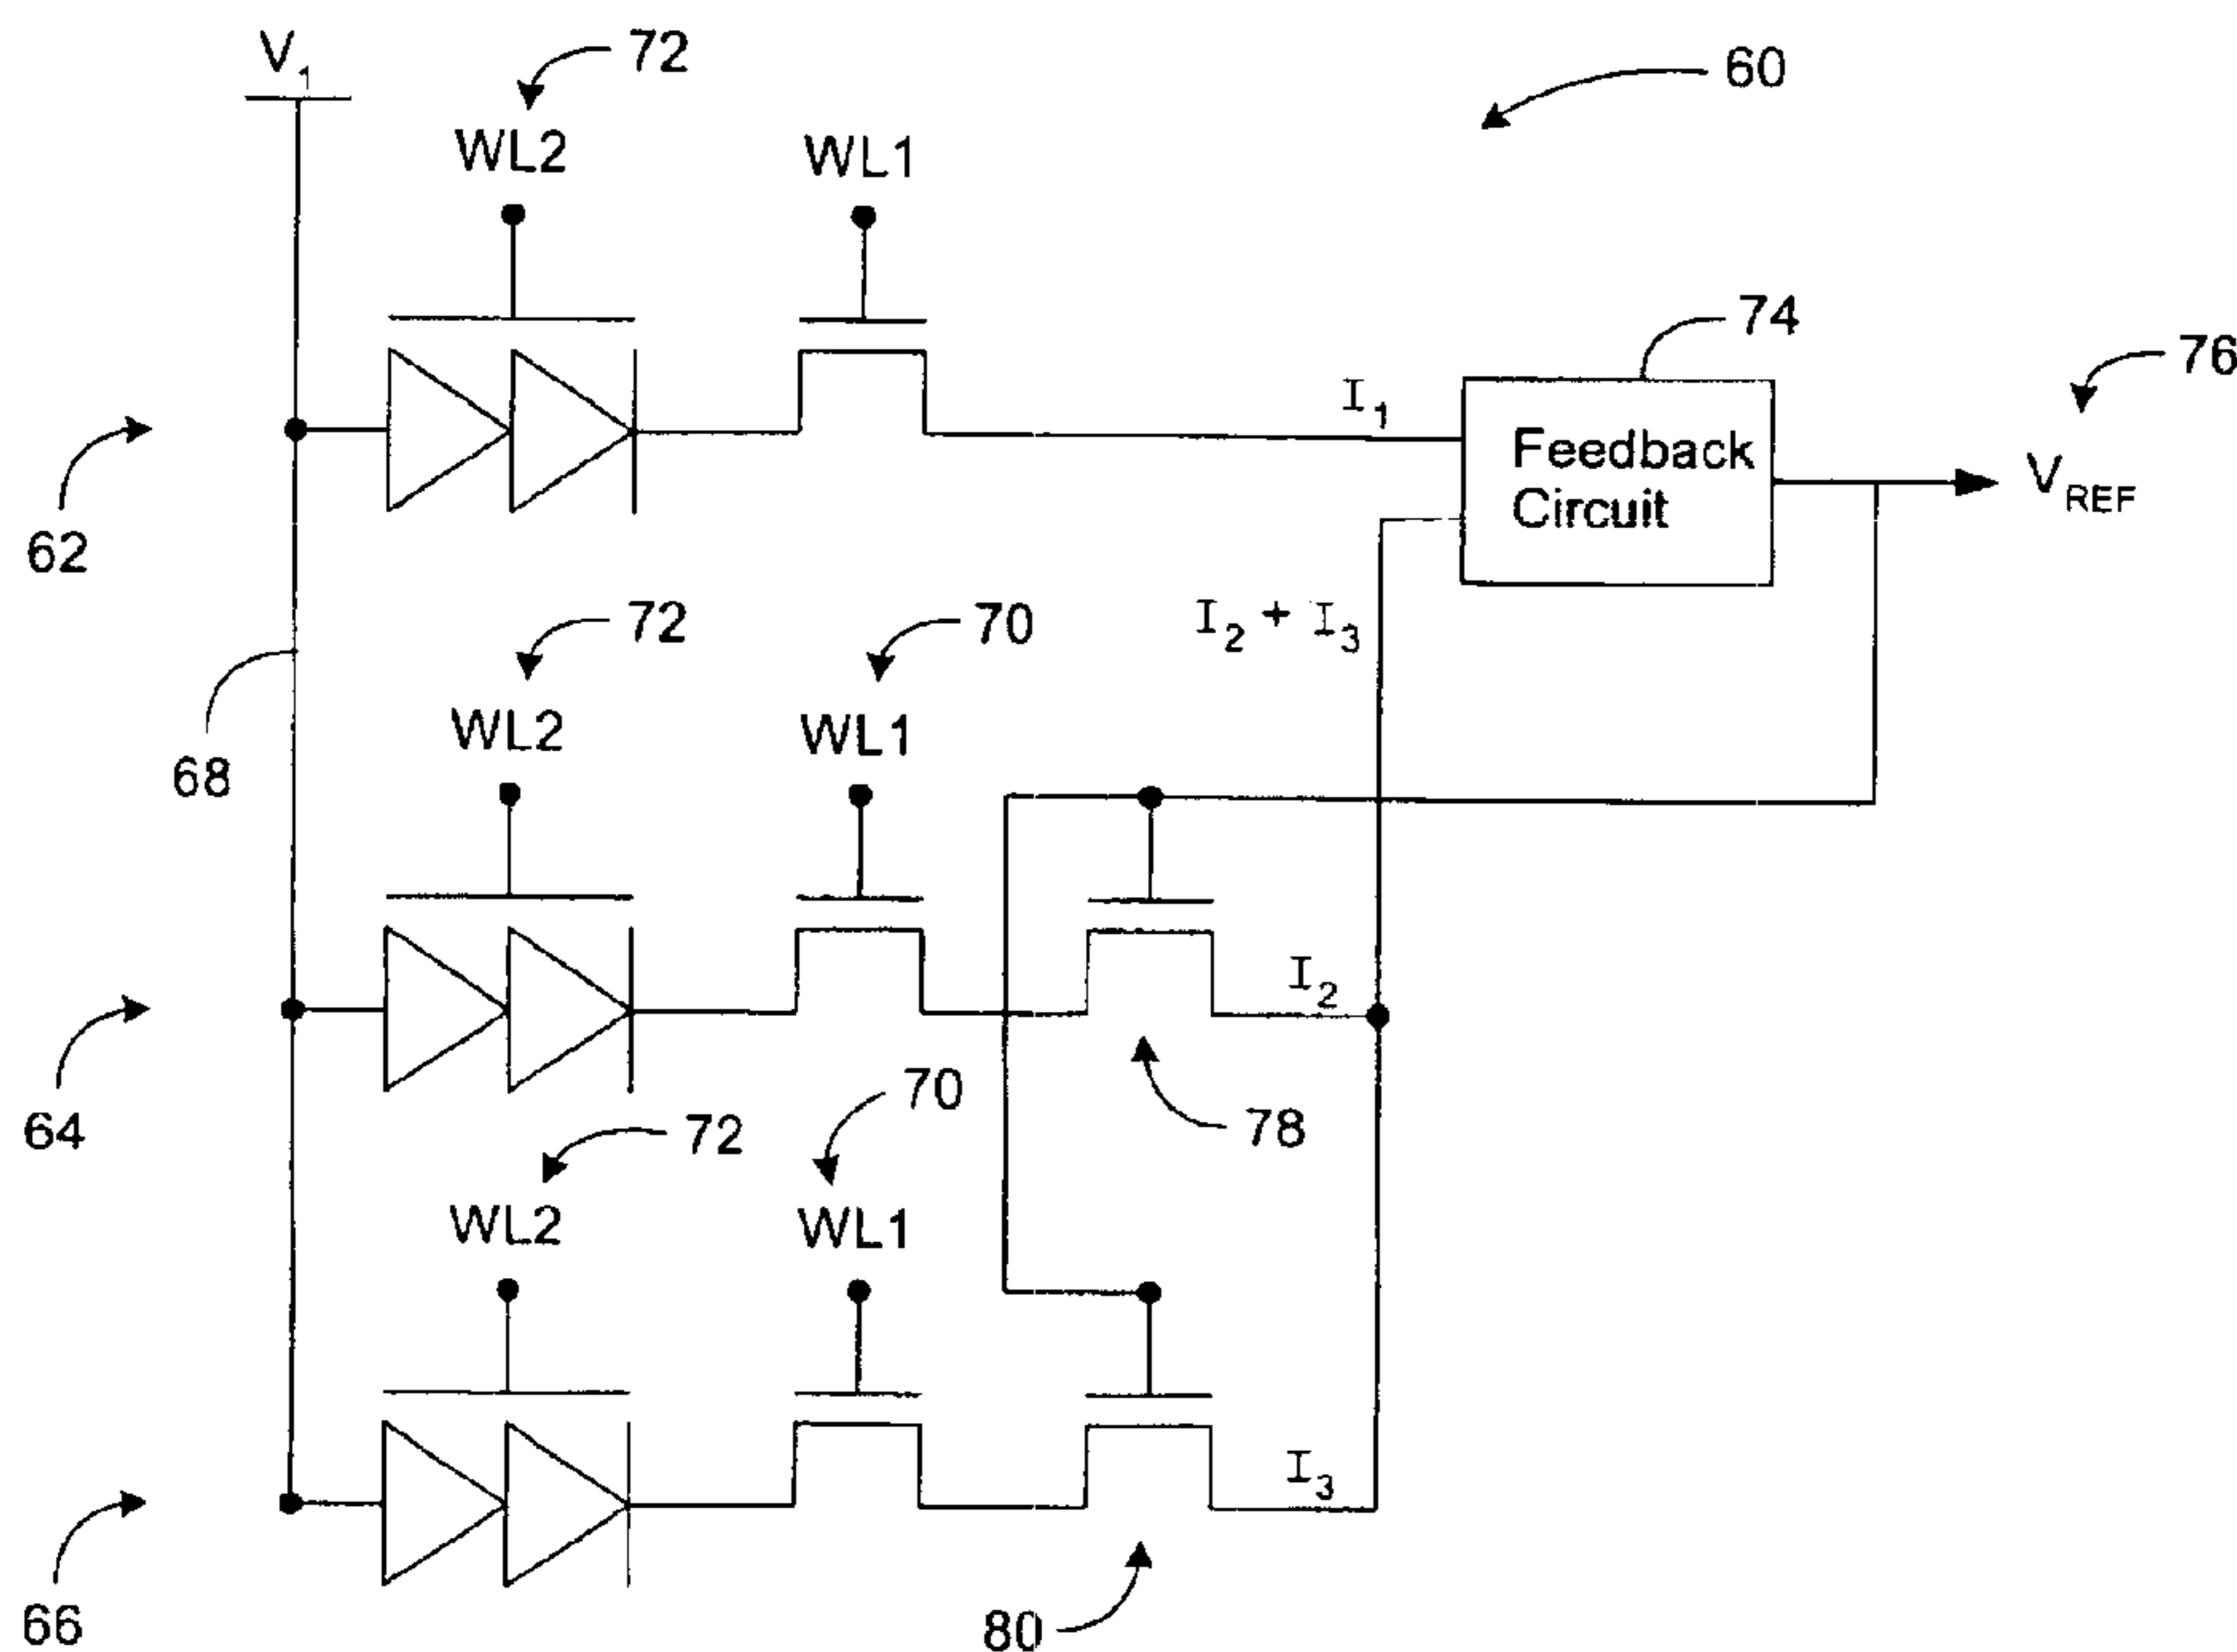 V₁
72
60
WL2
WL1
74
76
I₁
Feedback
Circuit
V_REF
62
72
70
I₂ + I₃
WL2
WL1
68
I₂
64
72
70
78
WL2
WL1
I₃
66
80